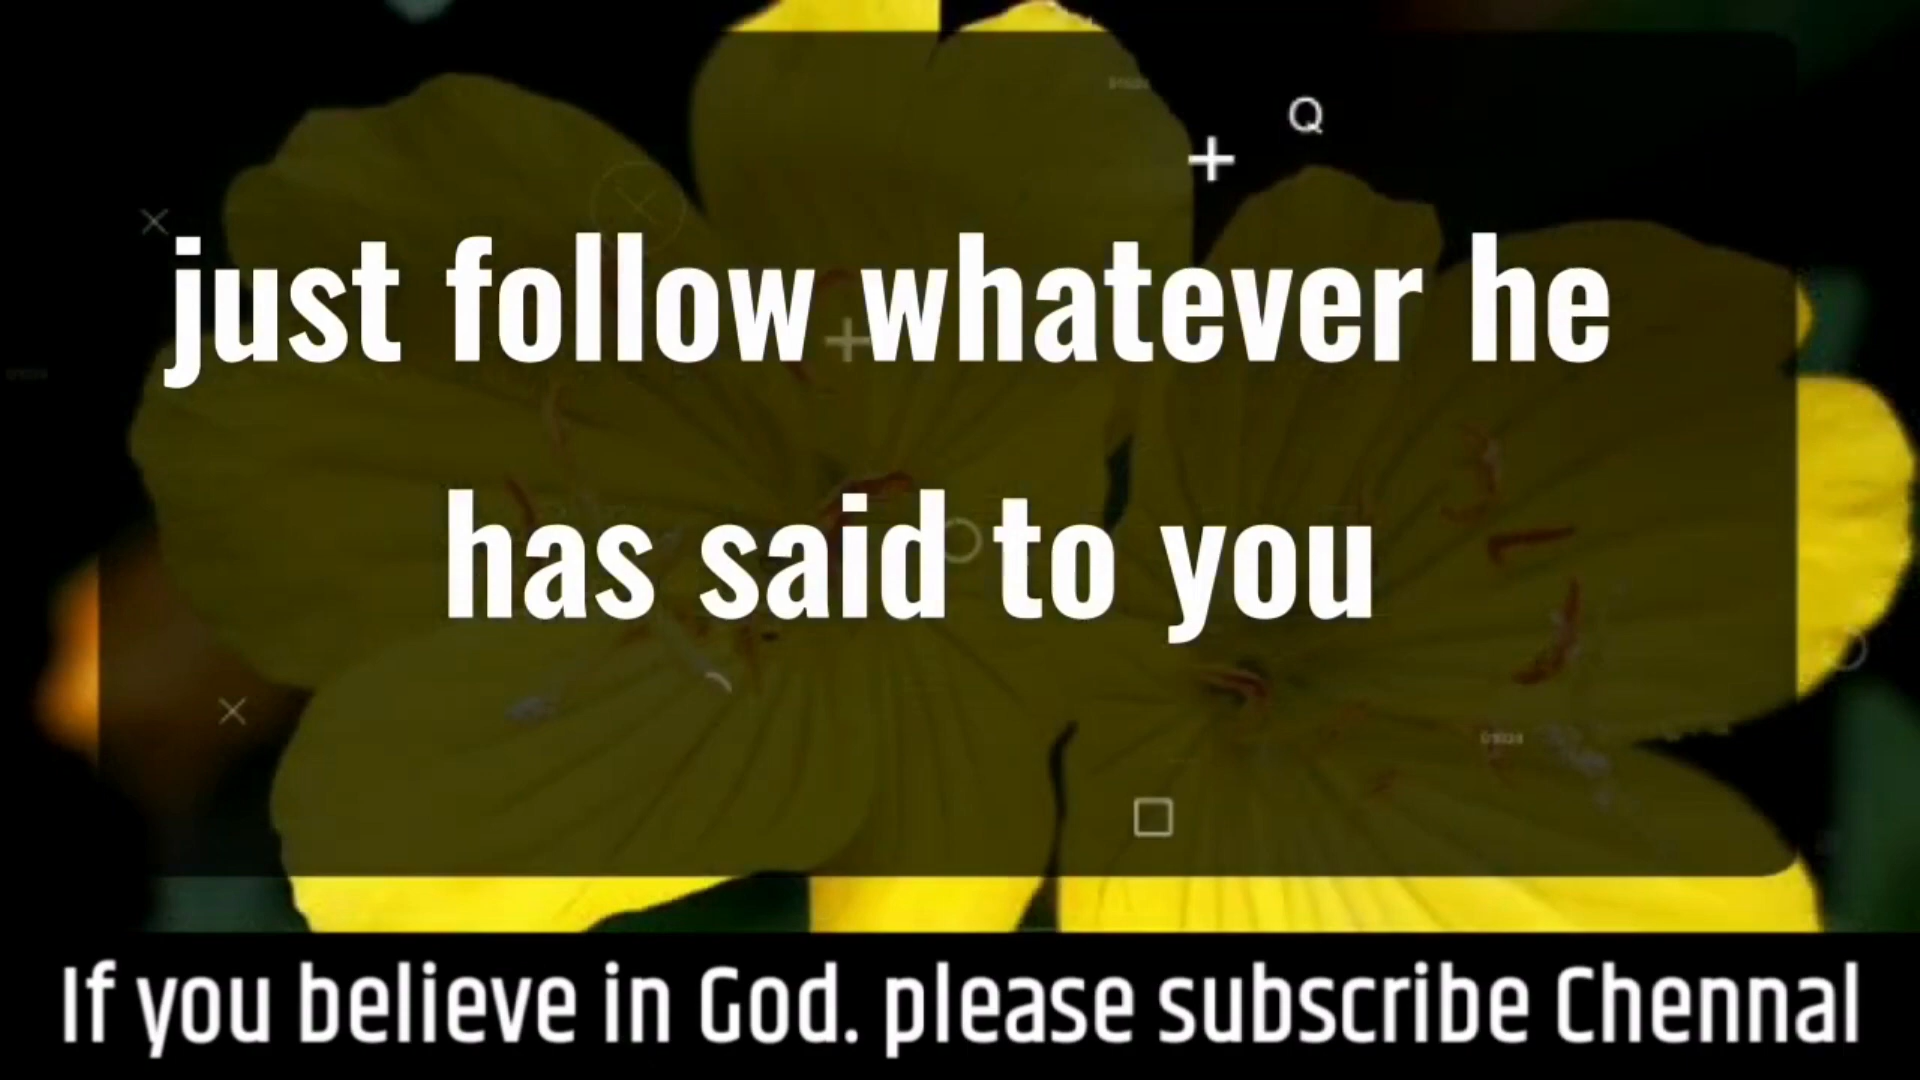 Q
just follow whatever he
has said to you
If you believe in God. please subscribe Chennal